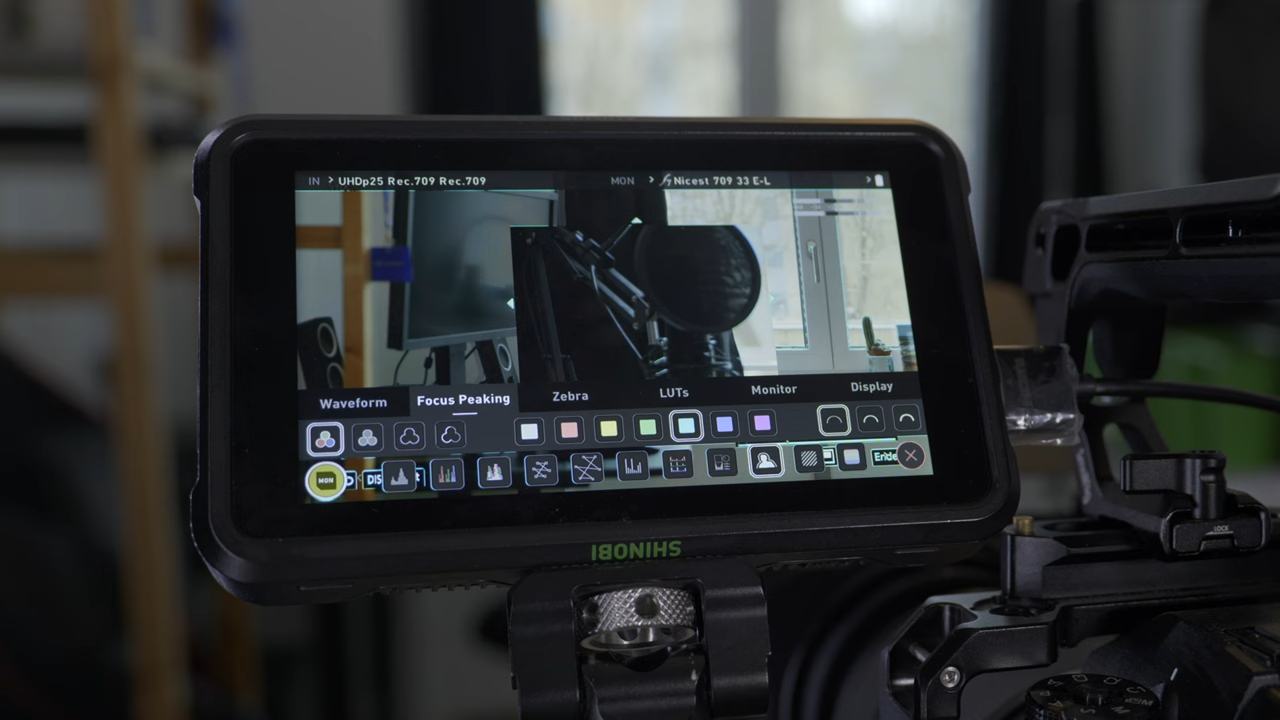 IN > UHDp25 Rec.709 Rec.709
MON > Nicest 709 33 E-L >
Waveform
Focus Peaking
Zebra
LUTs
Monitor
Display
MON
DIS
SHINOBI
LOCK